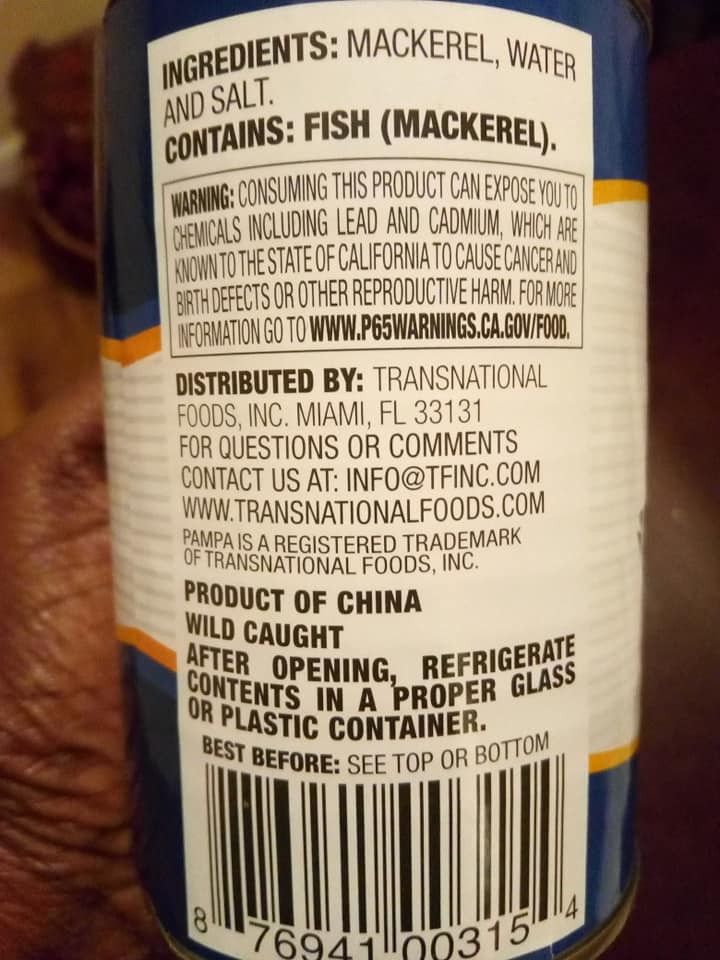 INGREDIENTS: MACKEREL, WATER
AND SALT.
CONTAINS: FISH (MACKEREL).
WARNING: CONSUMING THIS PRODUCT CAN EXPOSE YOU TO
CHEMICALS INCLUDING LEAD AND CADMIUM, WHICH ARE
KNOWN TO THE STATE OF CALIFORNIA TO CAUSE CANCER AND
BIRTH DEFECTS OR OTHER REPRODUCTIVE HARM. FOR MORE
INFORMATION GO TO WWW.P65WARNINGS.CA.GOV/FOOD.
DISTRIBUTED BY: TRANSNATIONAL
FOODS, INC. MIAMI, FL 33131
FOR QUESTIONS OR COMMENTS
CONTACT US AT: INFO@TFINC.COM
WWW.TRANSNATIONALFOODS.COM
PAMPA IS A REGISTERED TRADEMARK
OF TRANSNATIONAL FOODS, INC.
PRODUCT OF CHINA
WILD CAUGHT
AFTER OPENING, REFRIGERATE
CONTENTS IN A PROPER GLASS
OR PLASTIC CONTAINER.
BEST BEFORE: SEE TOP OR BOTTOM
8 76941 00315 4